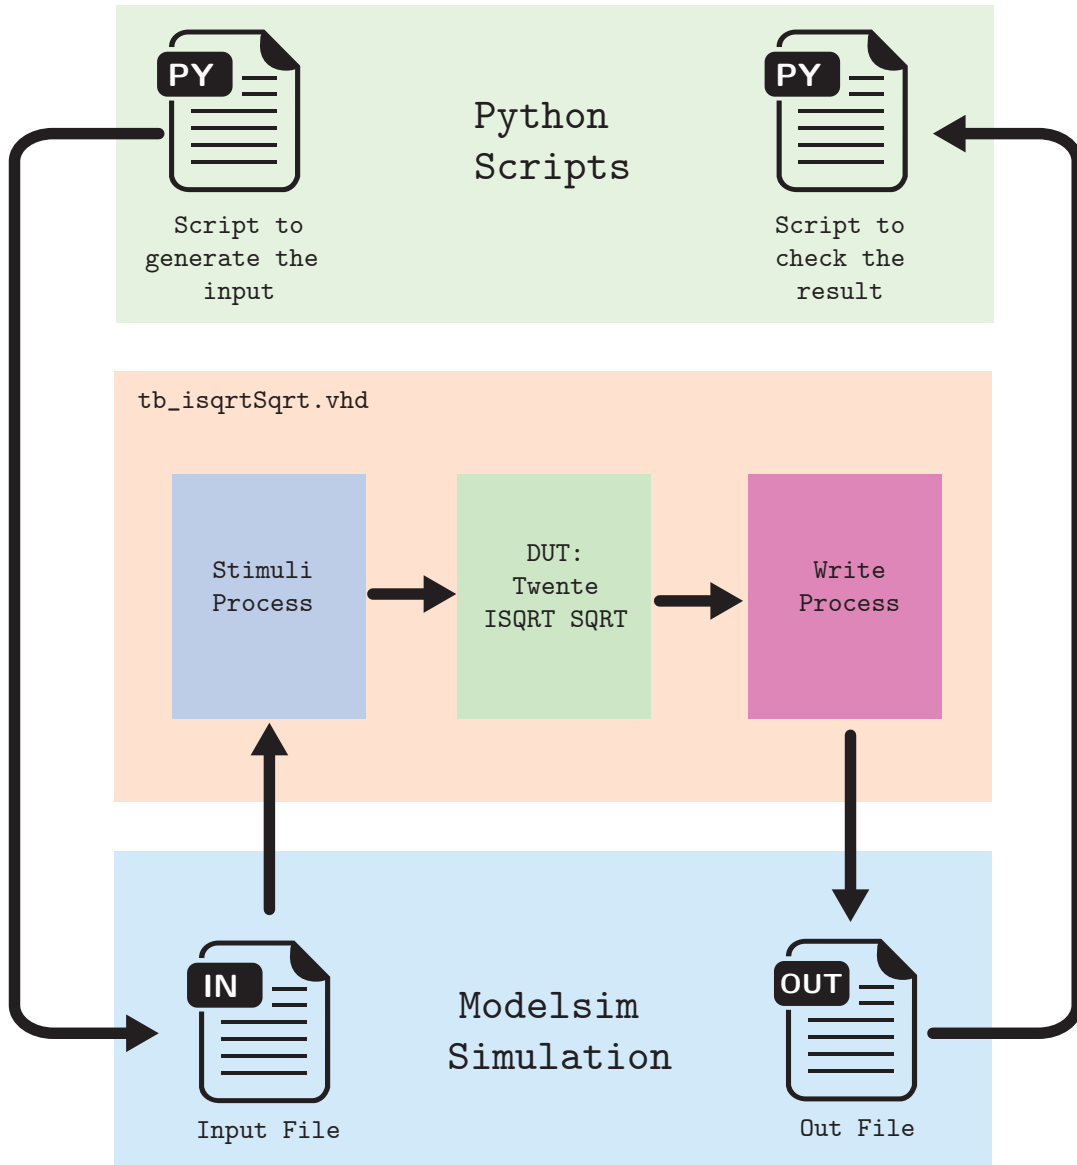 PY
PY
Python
Scripts
Script to
generate the
input
Script to
check the
result
tb_isqrtSqrt.vhd
Stimuli
Process
DUT:
Twente
ISQRT SQRT
Write
Process
IN
OUT
Modelsim
Simulation
Input File
Out File